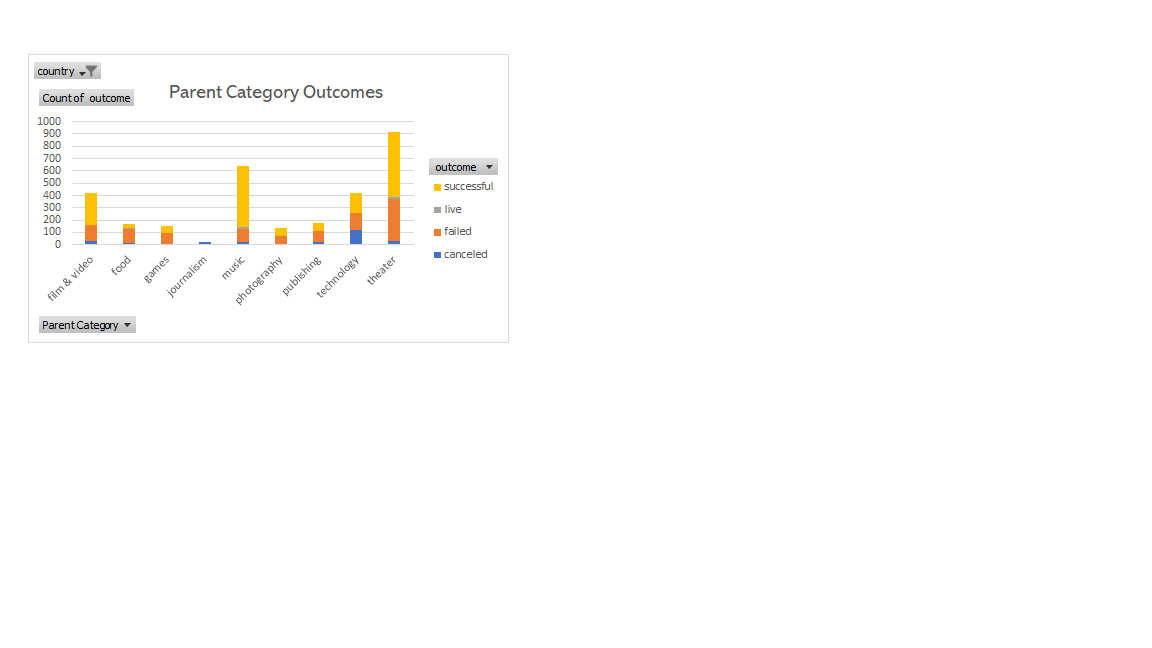 country
Count of outcome
Parent Category Outcomes
1000
900
800
700
600
500
400
300
200
100
0
film & video
food
games
journalism
music
photography
publishing
technology
theater
outcome
successful
live
failed
canceled
Parent Category